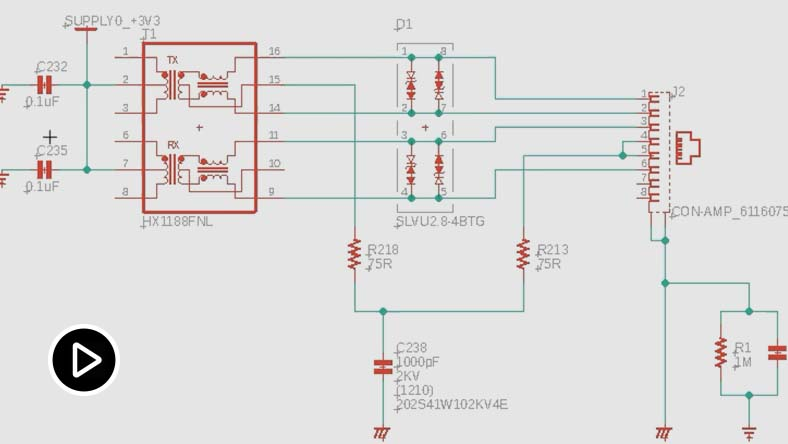 SUPPLY0_+3V3
T1
C232
0.1uF
C235
0.1uF
1
2
3
6
7
8
TX
RX
16
15
14
11
10
9
HX1188FNL
D1
1
8
2
7
3
6
4
5
SLVU2.8-4BTG
J2
1
2
3
4
5
6
7
8
CON-AMP_6116075
R218
75R
R213
75R
C238
1000pF
2KV
(1210)
202S41W102KV4E
R1
1M